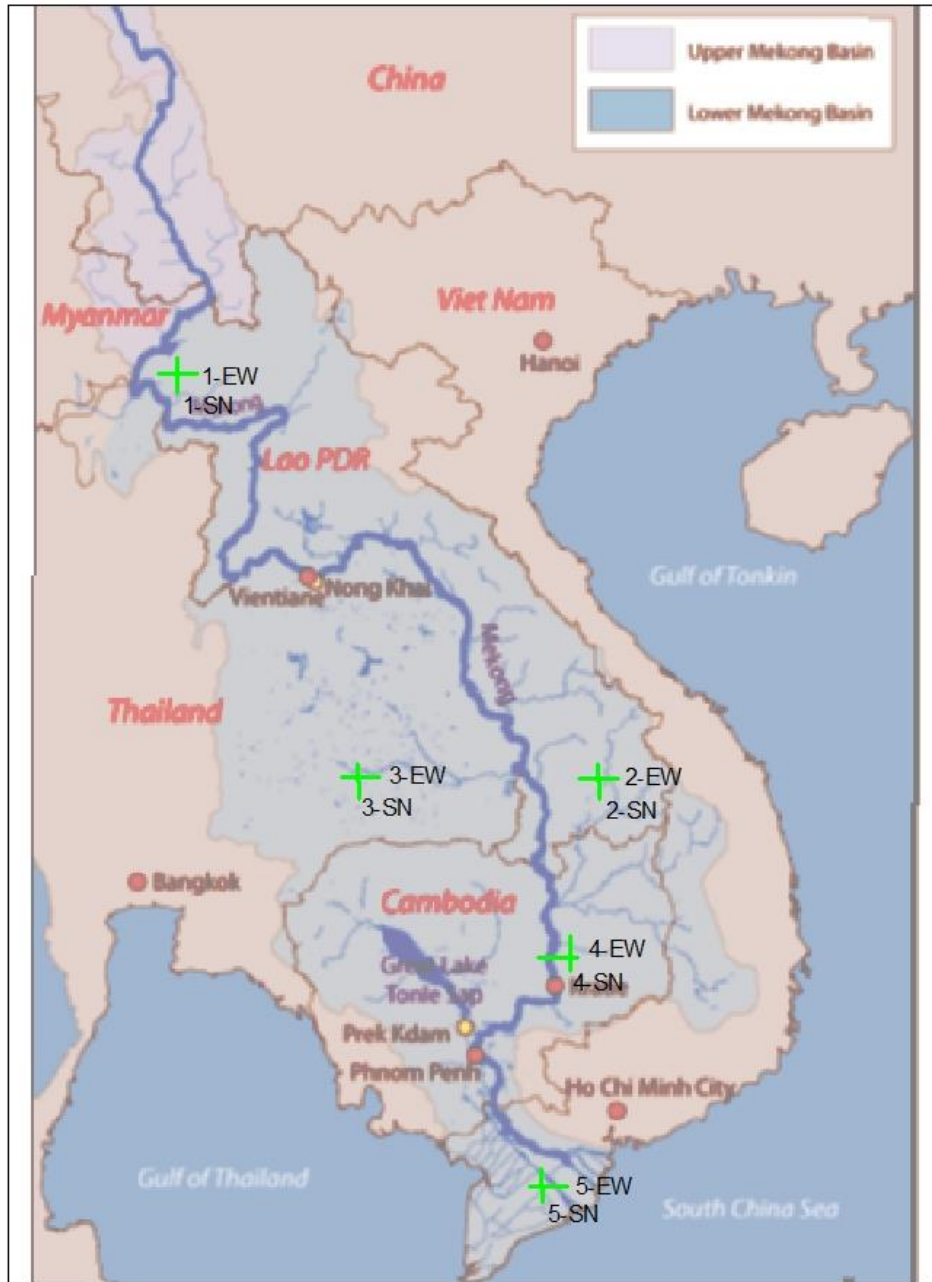 Upper Mekong Basin
China
Lower Mekong Basin
Myanmar
Viet Nam
Hanoi
1-EW
1-SN
Lao PDR
Gulf of Tonkin
Vientiane
Nong Khai
Mekong
Thailand
3-EW
3-SN
2-EW
2-SN
Bangkok
Cambodia
4-EW
4-SN
Great Lake
Tonle Sap
Prek Kdam
Phnom Penh
Ho Chi Minh City
Gulf of Thailand
5-EW
5-SN
South China Sea